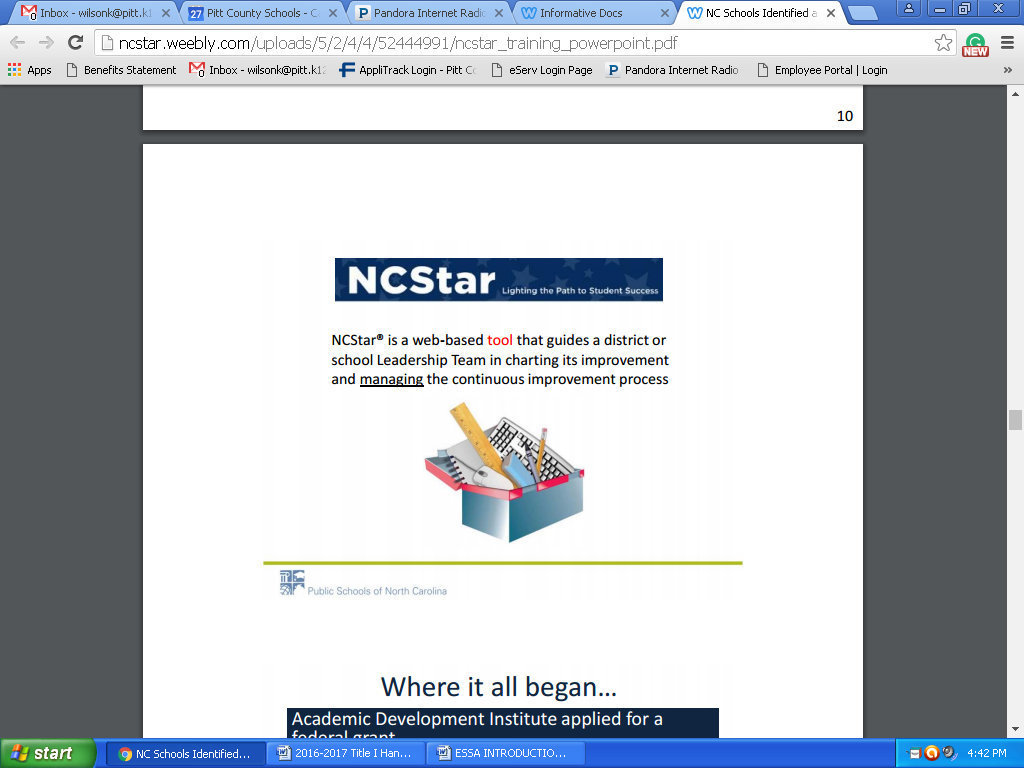 Inbox - wilsonk@pitt.k1
Pitt County Schools - C
Pandora Internet Radio
Informative Docs
NC Schools Identified a
ncstar.weebly.com/uploads/5/2/4/4/52444991/ncstar_training_powerpoint.pdf
NEW
Apps
Benefits Statement
Inbox - wilsonk@pitt.k12
AppliTrack Login - Pitt C
eServ Login Page
Pandora Internet Radio
Employee Portal | Login
10
NCStar Lighting the Path to Student Success
NCStar® is a web-based tool that guides a district or
school Leadership Team in charting its improvement
and managing the continuous improvement process
Public Schools of North Carolina
Where it all began...
Academic Development Institute applied for a
federal grant
start
NC Schools Identified...
2016-2017 Title I Han...
ESSA INTRODUCTIO...
4:42 PM